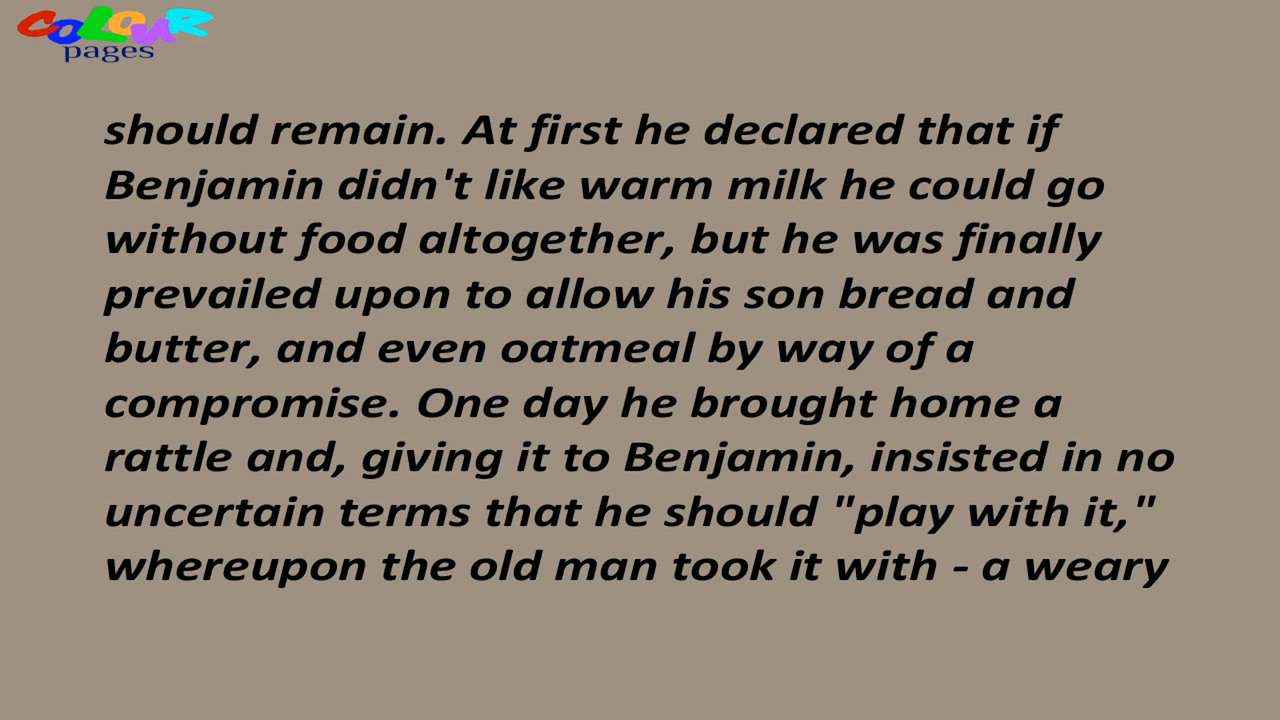 COLOUR
pages
should remain. At first he declared that if
Benjamin didn't like warm milk he could go
without food altogether, but he was finally
prevailed upon to allow his son bread and
butter, and even oatmeal by way of a
compromise. One day he brought home a
rattle and, giving it to Benjamin, insisted in no
uncertain terms that he should "play with it,"
whereupon the old man took it with - a weary